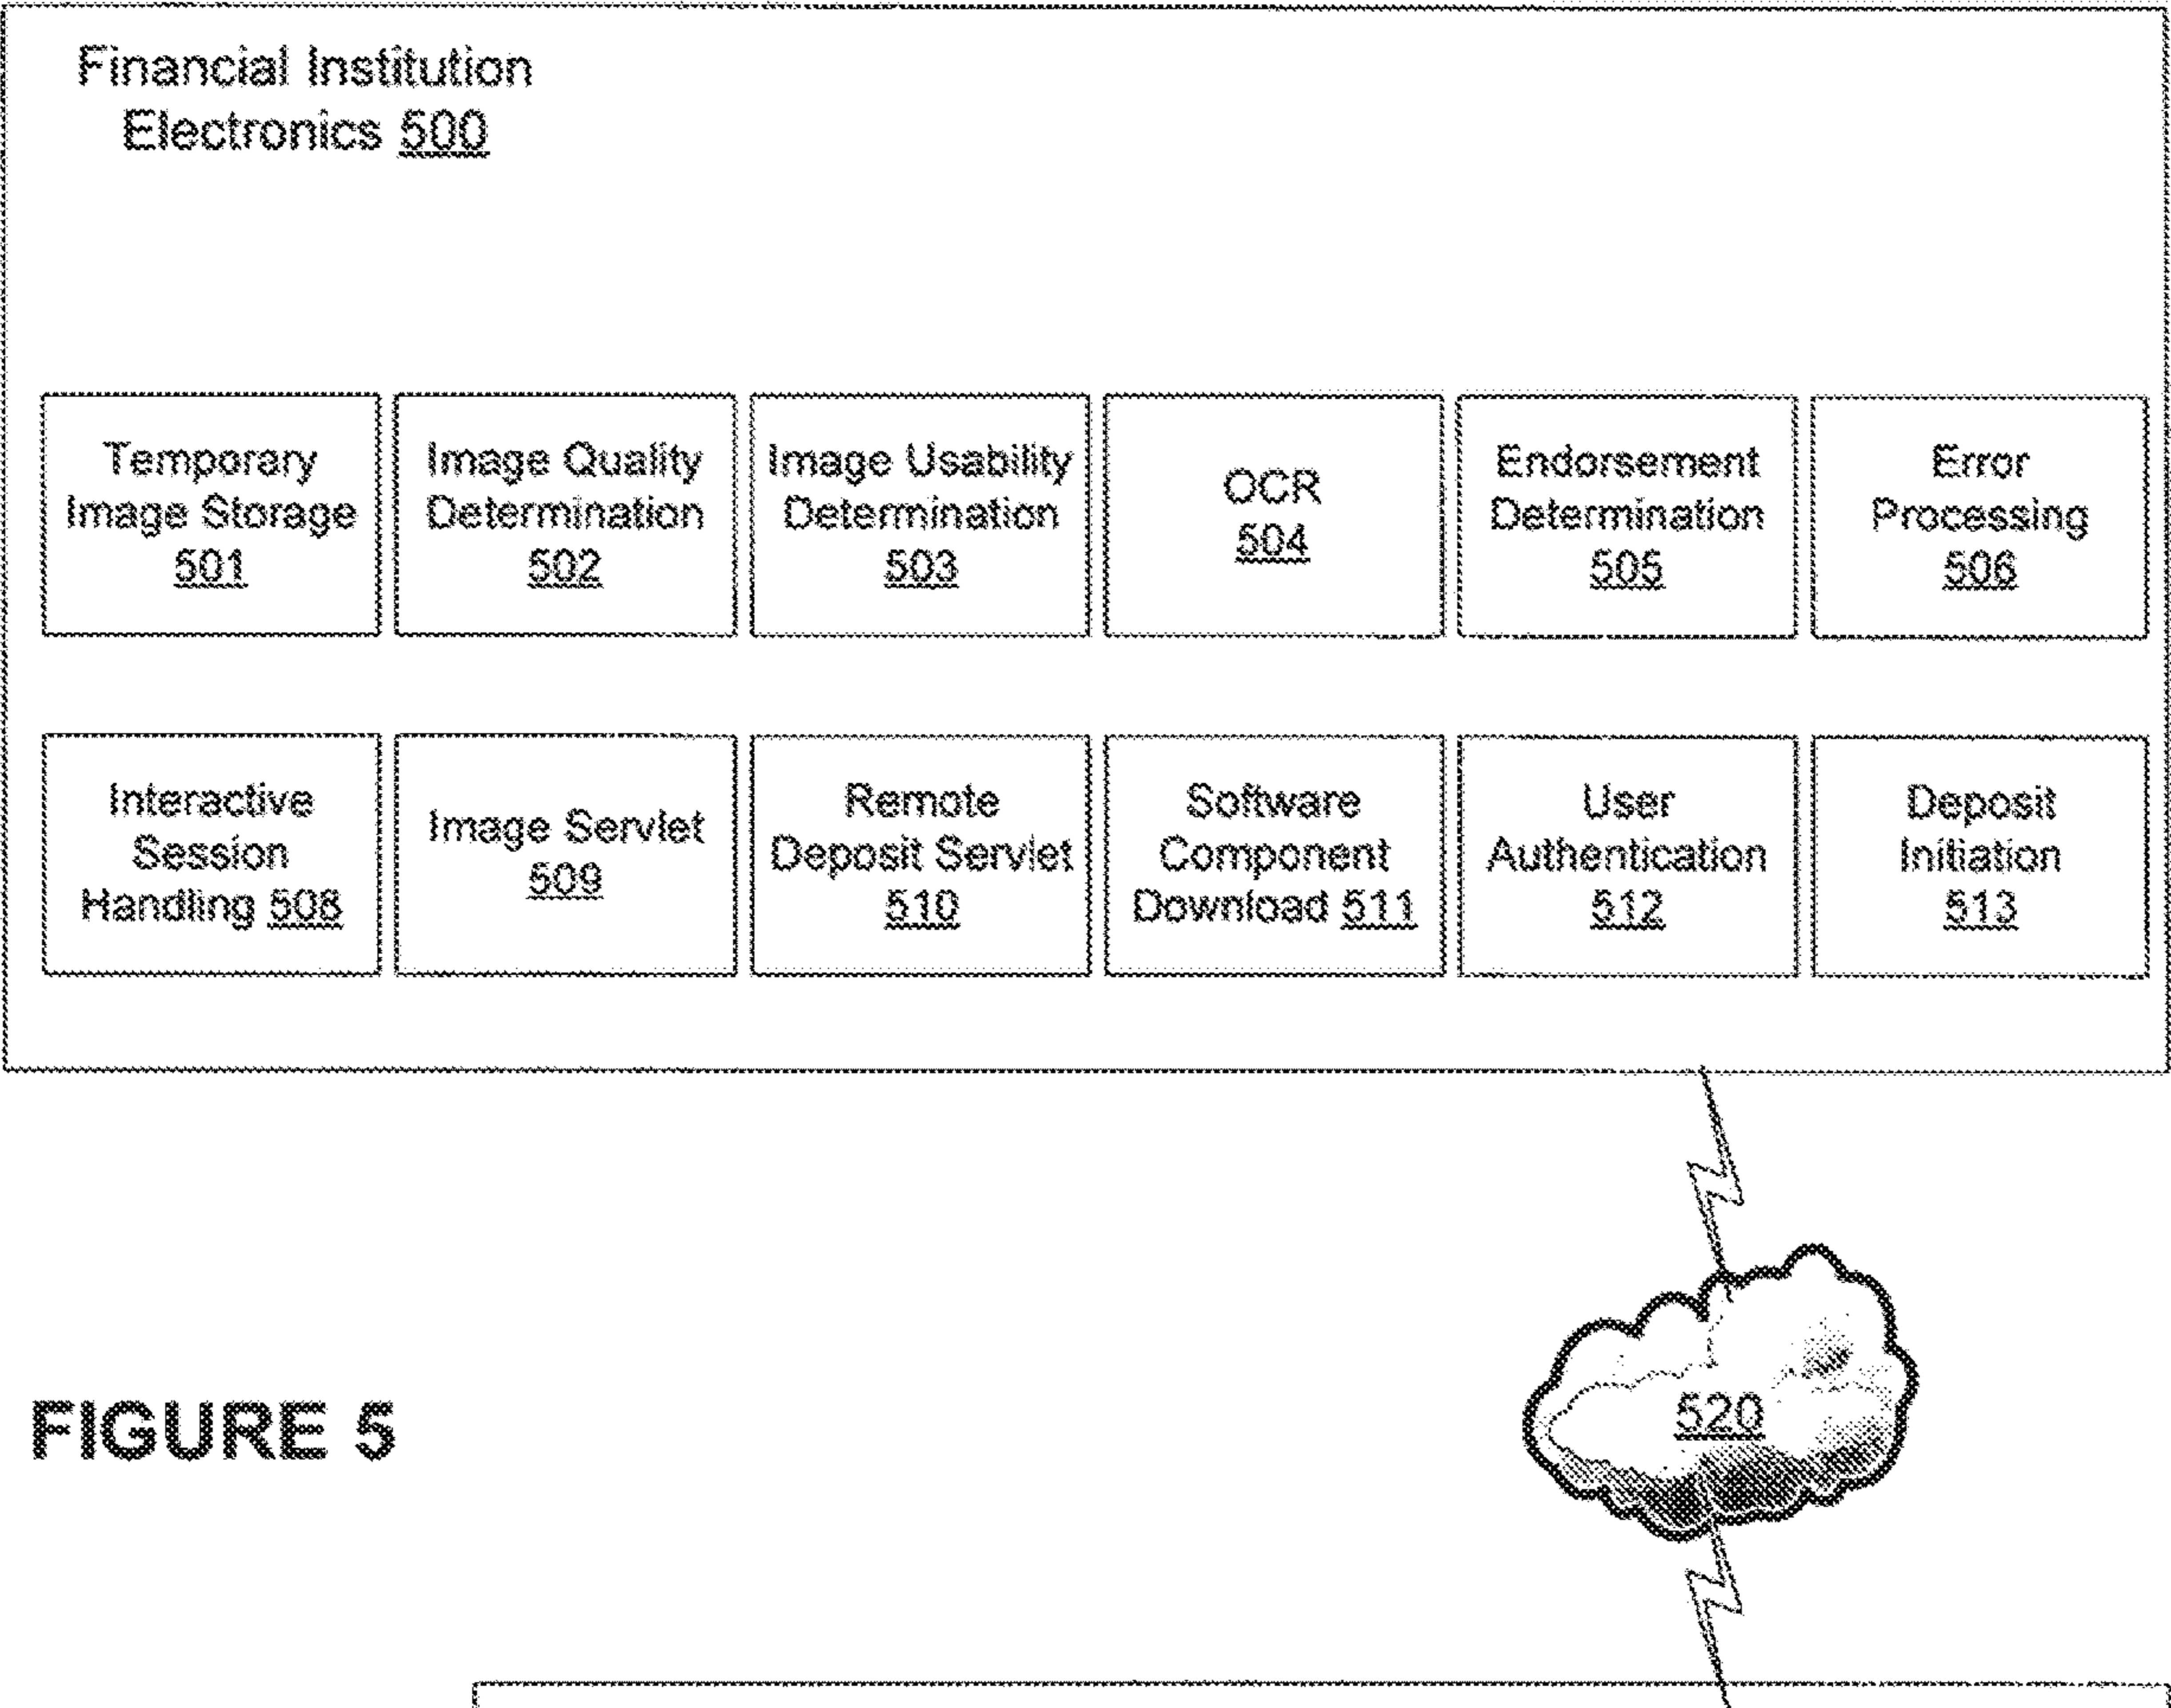 Financial Institution
Electronics 500
Temporary
Image Storage
501
Image Quality
Determination
502
Image Usability
Determination
503
OCR
504
Endorsement
Determination
505
Error
Processing
506
Interactive
Session
Handling 508
Image Servlet
509
Remote
Deposit Servlet
510
Software
Component
Download 511
User
Authentication
512
Deposit
Initiation
513
520
FIGURE 5